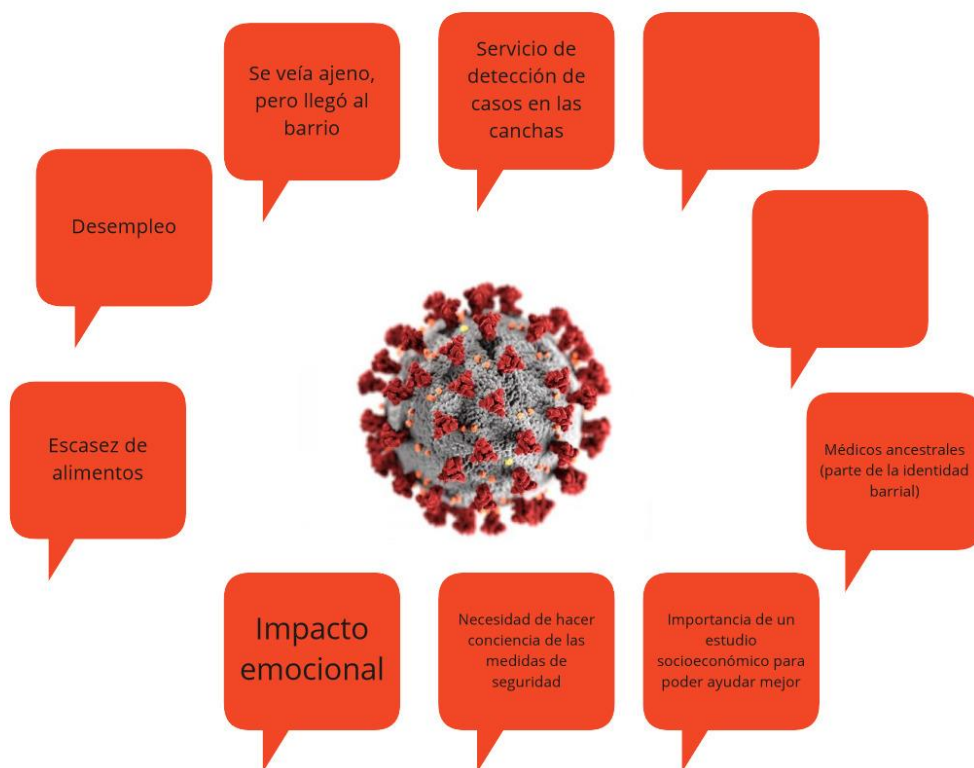 Se veía ajeno,
pero llegó al
barrio
Servicio de
detección de
casos en las
canchas
Desempleo
Escasez de
alimentos
Médicos ancestrales
(parte de la identidad
barrial)
Impacto
emocional
Necesidad de hacer
conciencia de las
medidas de
seguridad
Importancia de un
estudio
socioeconómico para
poder ayudar mejor